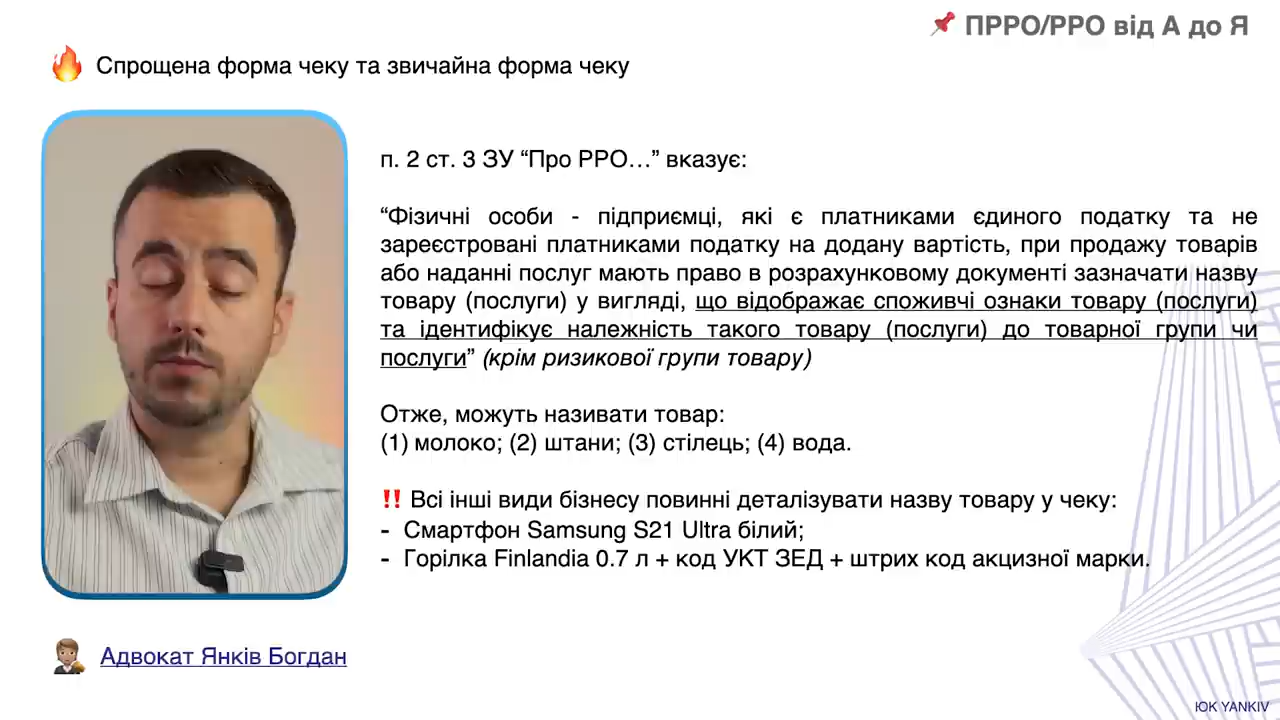 📌 ПРРО/РРО від А до Я
🔥 Спрощена форма чеку та звичайна форма чеку
п. 2 ст. 3 ЗУ “Про РРО…” вказує:
“Фізичні особи - підприємці, які є платниками єдиного податку та не
зареєстровані платниками податку на додану вартість, при продажу товарів
або наданні послуг мають право в розрахунковому документі зазначати назву
товару (послуги) у вигляді, що відображає споживчі ознаки товару (послуги)
та ідентифікує належність такого товару (послуги) до товарної групи чи
послуги” (крім ризикової групи товару)
Отже, можуть називати товар:
(1) молоко; (2) штани; (3) стілець; (4) вода.
‼️ Всі інші види бізнесу повинні деталізувати назву товару у чеку:
- Смартфон Samsung S21 Ultra білий;
- Горілка Finlandia 0.7 л + код УКТ ЗЕД + штрих код акцизної марки.
Адвокат Янків Богдан
ЮК YANKIV